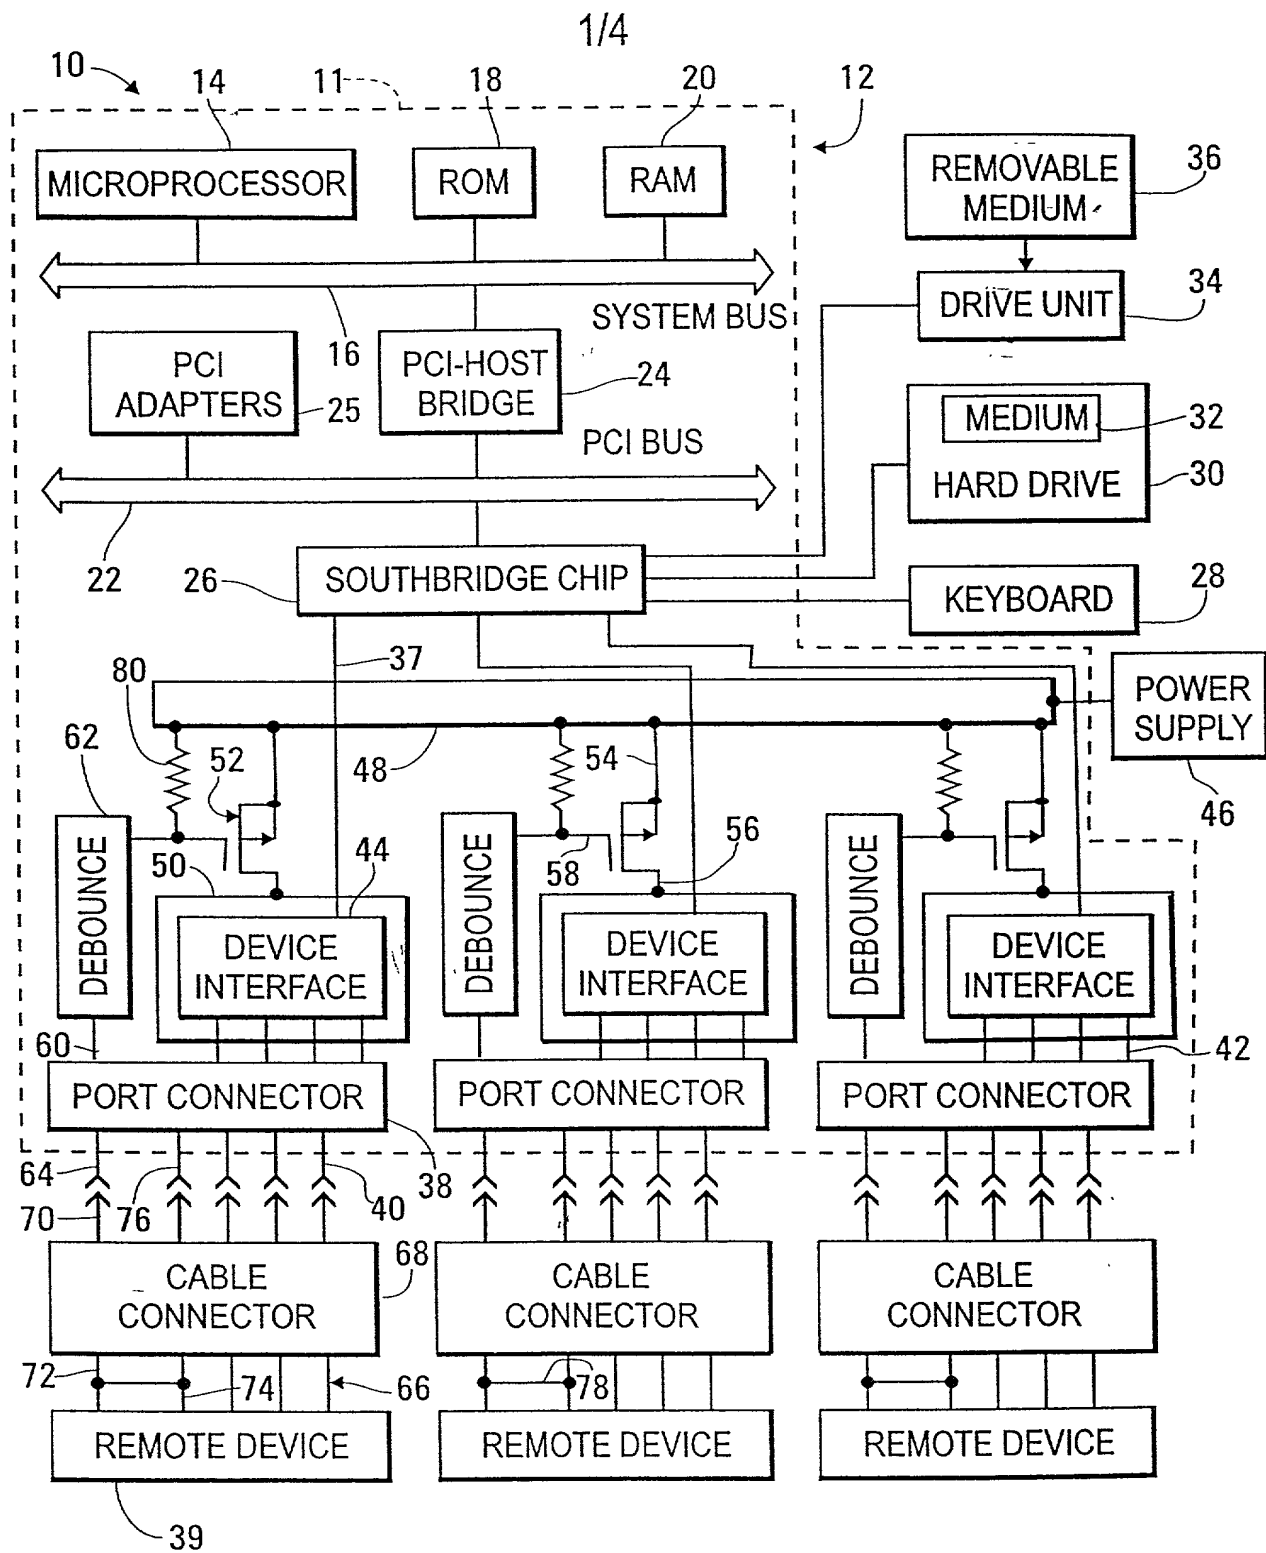 1/4
10
14
11
18
20
12
MICROPROCESSOR
ROM
RAM
REMOVABLE
MEDIUM
36
SYSTEM BUS
16
DRIVE UNIT
34
PCI
ADAPTERS
25
PCI-HOST
BRIDGE
24
PCI BUS
MEDIUM
32
HARD DRIVE
30
22
26
SOUTHBRIDGE CHIP
KEYBOARD
28
37
80
POWER
SUPPLY
46
62
52
48
54
DEBOUNCE
50
44
DEVICE
INTERFACE
DEBOUNCE
58
56
DEVICE
INTERFACE
DEBOUNCE
DEVICE
INTERFACE
60
42
PORT CONNECTOR
PORT CONNECTOR
PORT CONNECTOR
64
76
40
38
70
CABLE
CONNECTOR
68
CABLE
CONNECTOR
CABLE
CONNECTOR
72
74
66
78
REMOTE DEVICE
REMOTE DEVICE
REMOTE DEVICE
39